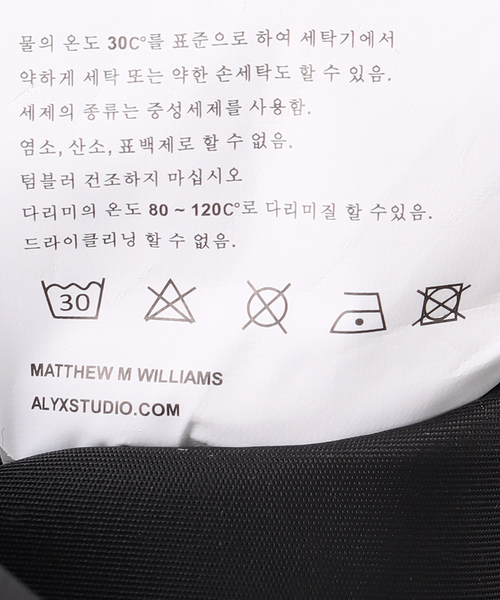 물의 온도 30C°를 표준으로 하여 세탁기에서
약하게 세탁 또는 약한 손세탁도 할 수 있음.
세제의 종류는 중성세제를 사용함.
염소, 산소, 표백제로 할 수 없음.
텀블러 건조하지 마십시오
다리미의 온도 80 ~ 120C°로 다리미질 할 수있음.
드라이클리닝 할 수 없음.
30
MATTHEW M WILLIAMS
ALYXSTUDIO.COM